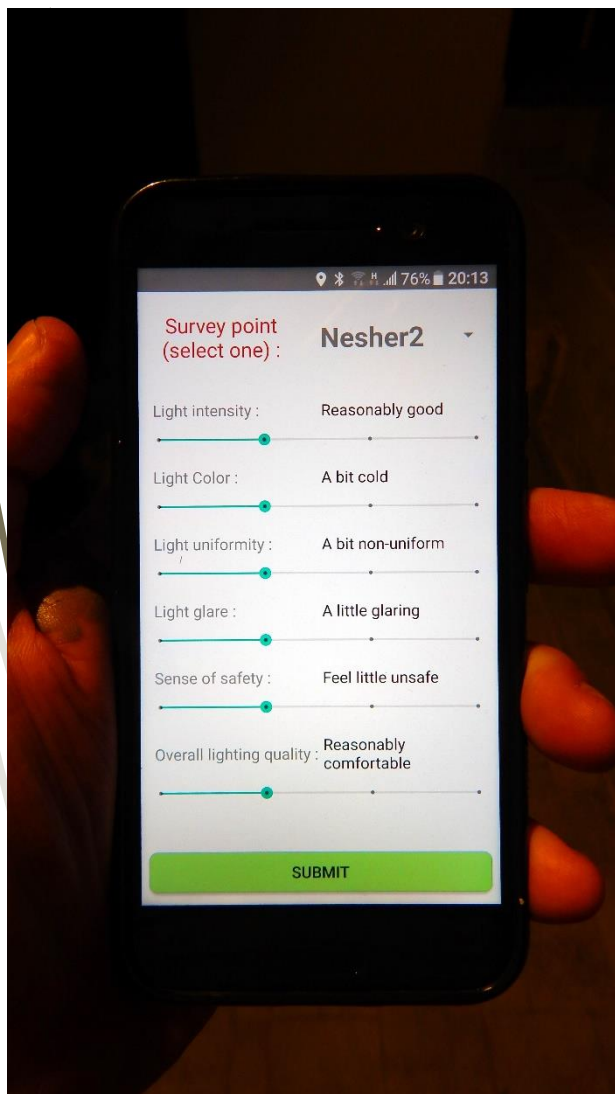 H 76% 20:13
Survey point
(select one) :
Nesher2
Light intensity : Reasonably good
Light Color : A bit cold
Light uniformity : A bit non-uniform
Light glare : A little glaring
Sense of safety : Feel little unsafe
Overall lighting quality : Reasonably
comfortable
SUBMIT